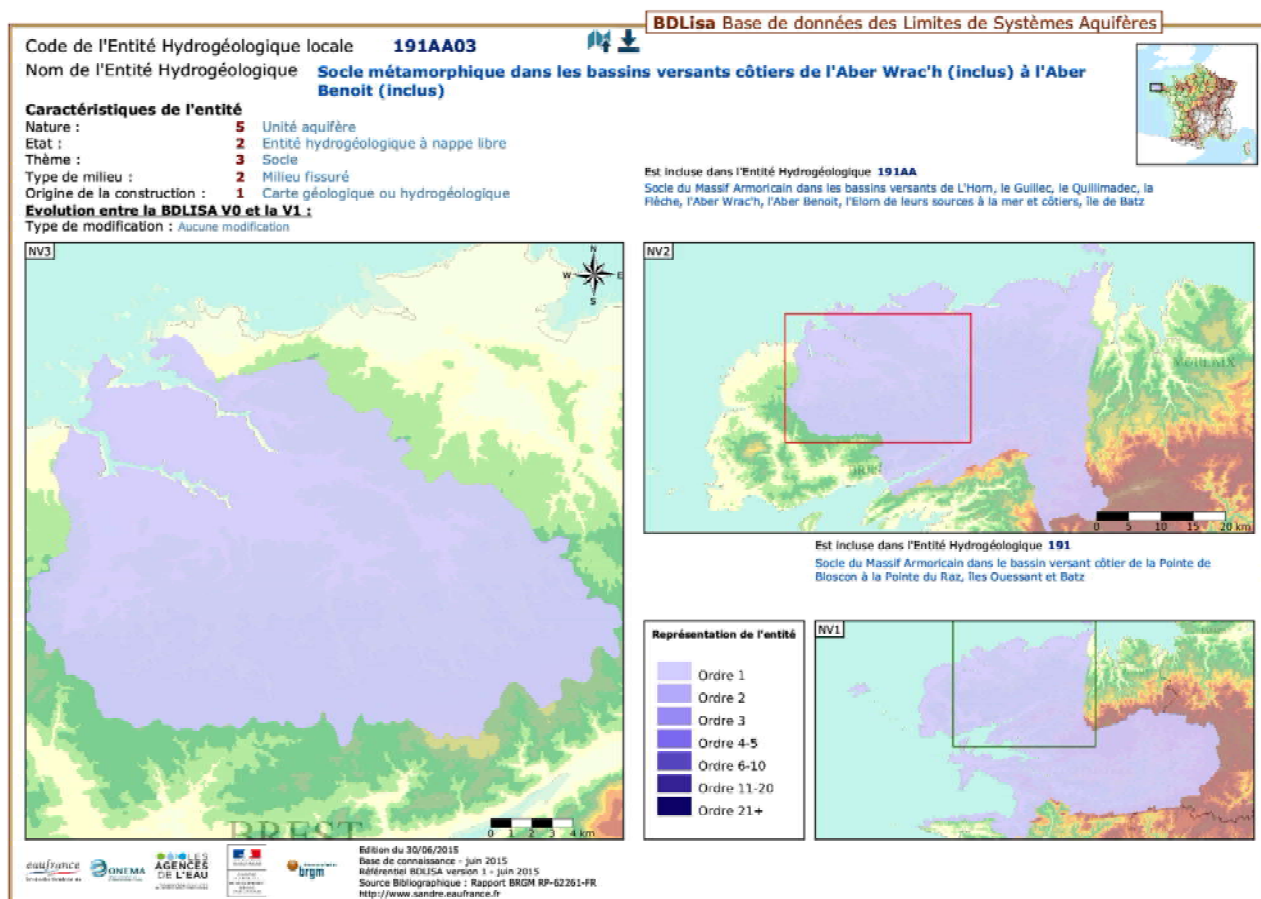 BDLisa Base de données des Limites de Systèmes Aquifères
Code de l'Entité Hydrogéologique locale 191AA03
Nom de l'Entité Hydrogéologique Socle métamorphique dans les bassins versants côtiers de l'Aber Wrac'h (inclus) à l'Aber
Benoit (inclus)
Caractéristiques de l'entité
Nature : 5 Unité aquifère
Etat : 2 Entité hydrogéologique à nappe libre
Thème : 3 Socle
Type de milieu : 2 Milieu fissuré
Origine de la construction : 1 Carte géologique ou hydrogéologique
Evolution entre la BDLISA V0 et la V1 :
Type de modification : Aucune modification
Est incluse dans l'Entité Hydrogéologique 191AA
Socle du Massif Armoricain dans les bassins versants de L'Horn, le Guillec, le Quillimadec, la
Flèche, l'Aber Wrac'h, l'Aber Benoit, l'Elorn de leurs sources à la mer et côtiers, île de Batz
NV3
N
W E
S
BREST
0 1 2 3 4 km
NV2
MORLAIX
BREST
0 5 10 15 20 km
Est incluse dans l'Entité Hydrogéologique 191
Socle du Massif Armoricain dans le bassin versant côtier de la Pointe de
Bloscon à la Pointe du Raz, îles Ouessant et Batz
Représentation de l'entité
Ordre 1
Ordre 2
Ordre 3
Ordre 4-5
Ordre 6-10
Ordre 11-20
Ordre 21+
NV1
eaufrance
ONEMA
LES
AGENCES
DE L'EAU
brgm
Edition du 30/06/2015
Base de connaissance - juin 2015
Référentiel BDLISA version 1 - juin 2015
Source Bibliographique : Rapport BRGM RP-62261-FR
http://www.sandre.eaufrance.fr